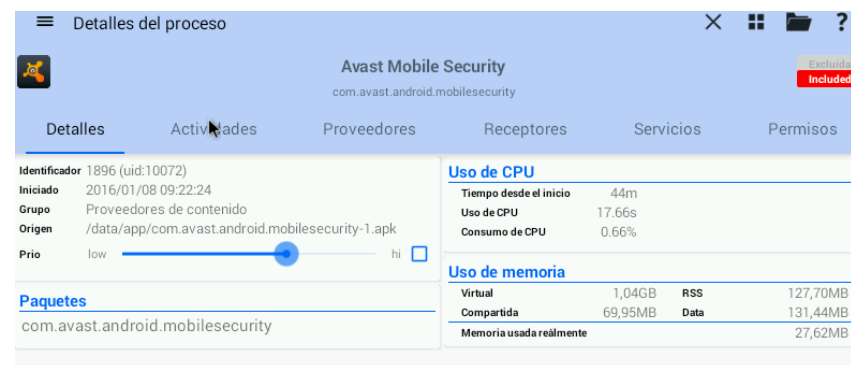 Detalles del proceso
?
Avast Mobile Security
com.avast.android.mobilesecurity
Excluida
Included
Detalles Actividades Proveedores Receptores Servicios Permisos
Identificador 1896 (uid:10072)
Iniciado 2016/01/08 09:22:24
Grupo Proveedores de contenido
Origen /data/app/com.avast.android.mobilesecurity-1.apk
Prio low hi
Paquetes
com.avast.android.mobilesecurity
Uso de CPU
Tiempo desde el inicio 44m
Uso de CPU 17.66s
Consumo de CPU 0.66%
Uso de memoria
Virtual 1,04GB RSS 127,70MB
Compartida 69,95MB Data 131,44MB
Memoria usada reálmente 27,62MB